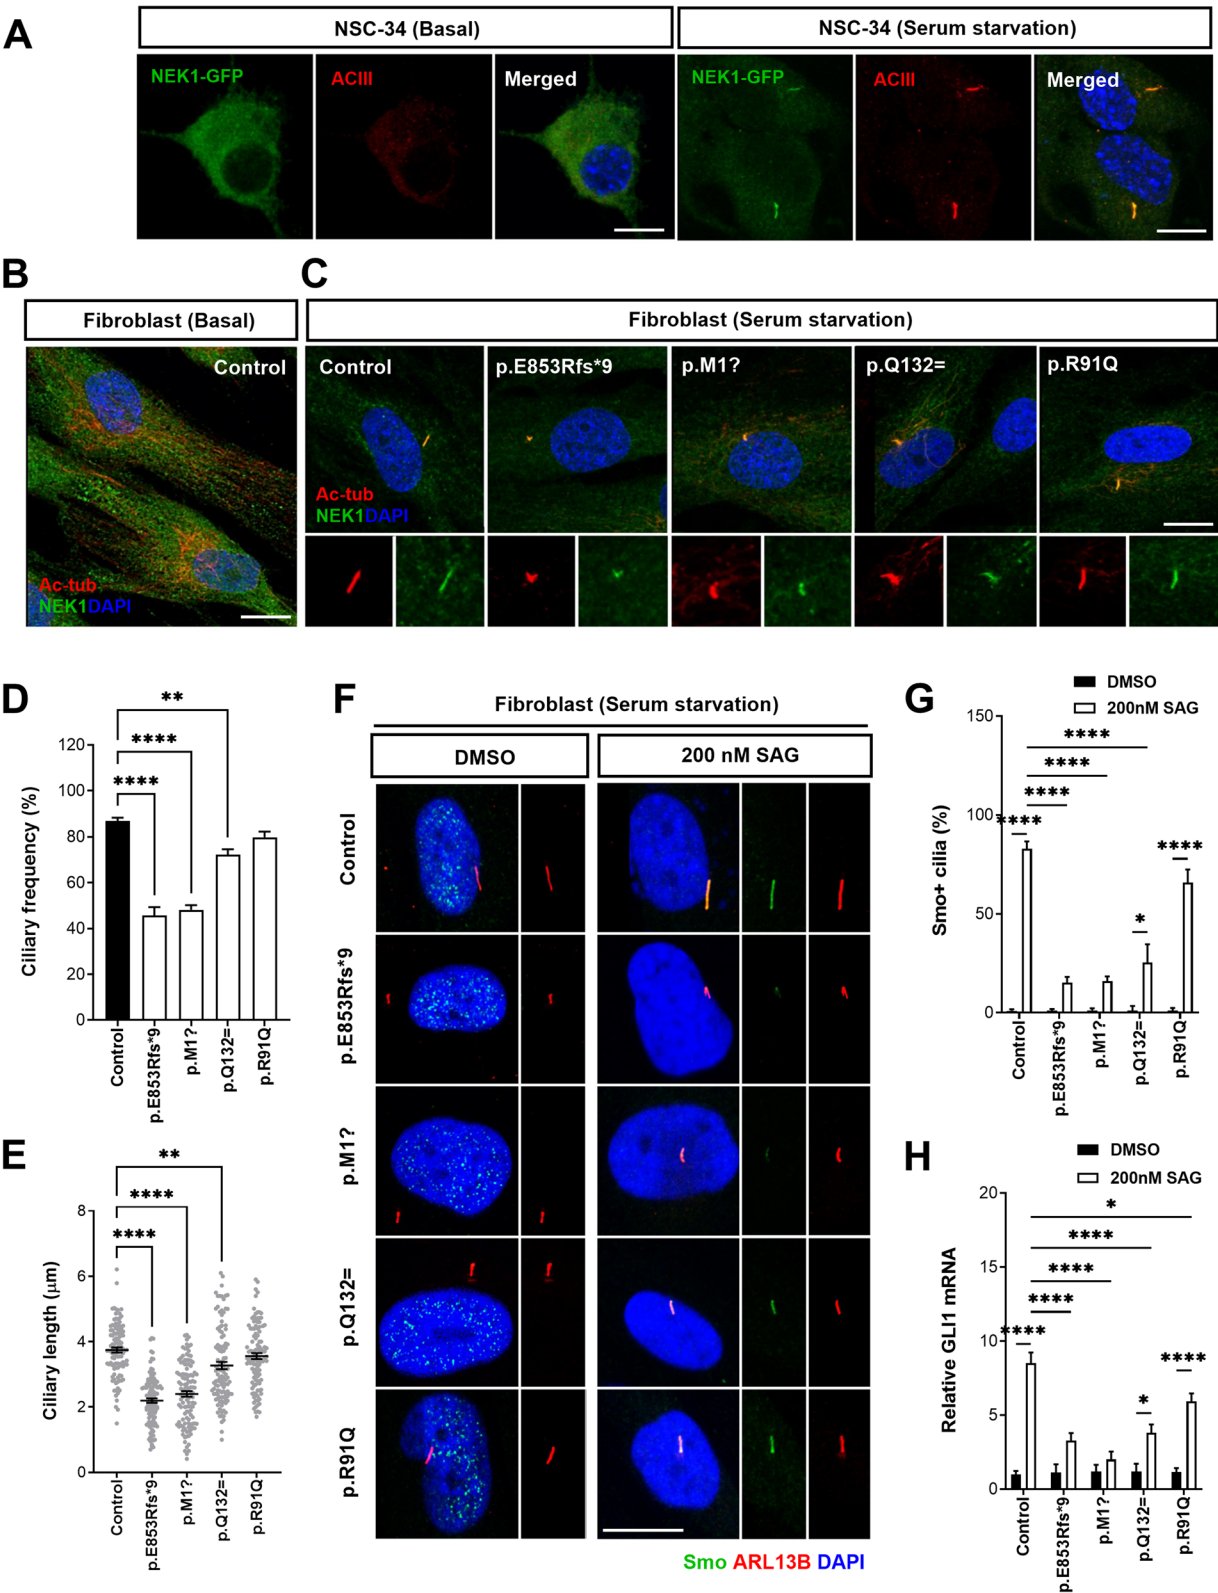 A
NSC-34 (Basal)
NSC-34 (Serum starvation)
NEK1-GFP
ACIII
Merged
NEK1-GFP
ACIII
Merged
B
C
Fibroblast (Basal)
Fibroblast (Serum starvation)
Control
Ac-tub
NEK1DAPI
Control
p.E853Rfs*9
p.M1?
p.Q132=
p.R91Q
Ac-tub
NEK1DAPI
D
**
****
****
Ciliary frequency (%)
120
100
80
60
40
20
0
Control
p.E853Rfs*9
p.M1?
p.Q132=
p.R91Q
E
**
****
****
Ciliary length (μm)
8
6
4
2
0
Control
p.E853Rfs*9
p.M1?
p.Q132=
p.R91Q
F
Fibroblast (Serum starvation)
DMSO
200 nM SAG
Control
p.E853Rfs*9
p.M1?
p.Q132=
p.R91Q
Smo ARL13B DAPI
G
DMSO
200nM SAG
Smo+ cilia (%)
150
100
50
0
****
****
****
****
*
****
Control
p.E853Rfs*9
p.M1?
p.Q132=
p.R91Q
H
DMSO
200nM SAG
Relative GLI1 mRNA
20
15
10
5
0
*
****
****
****
****
*
****
Control
p.E853Rfs*9
p.M1?
p.Q132=
p.R91Q